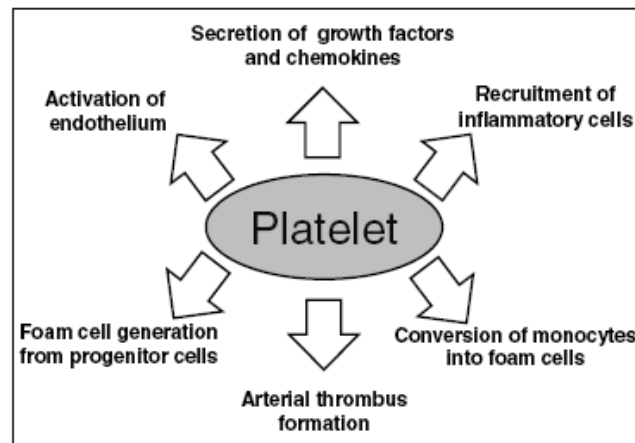 Secretion of growth factors
and chemokines
Activation of
endothelium
Recruitment of
inflammatory cells
Platelet
Foam cell generation
from progenitor cells
Conversion of monocytes
into foam cells
Arterial thrombus
formation